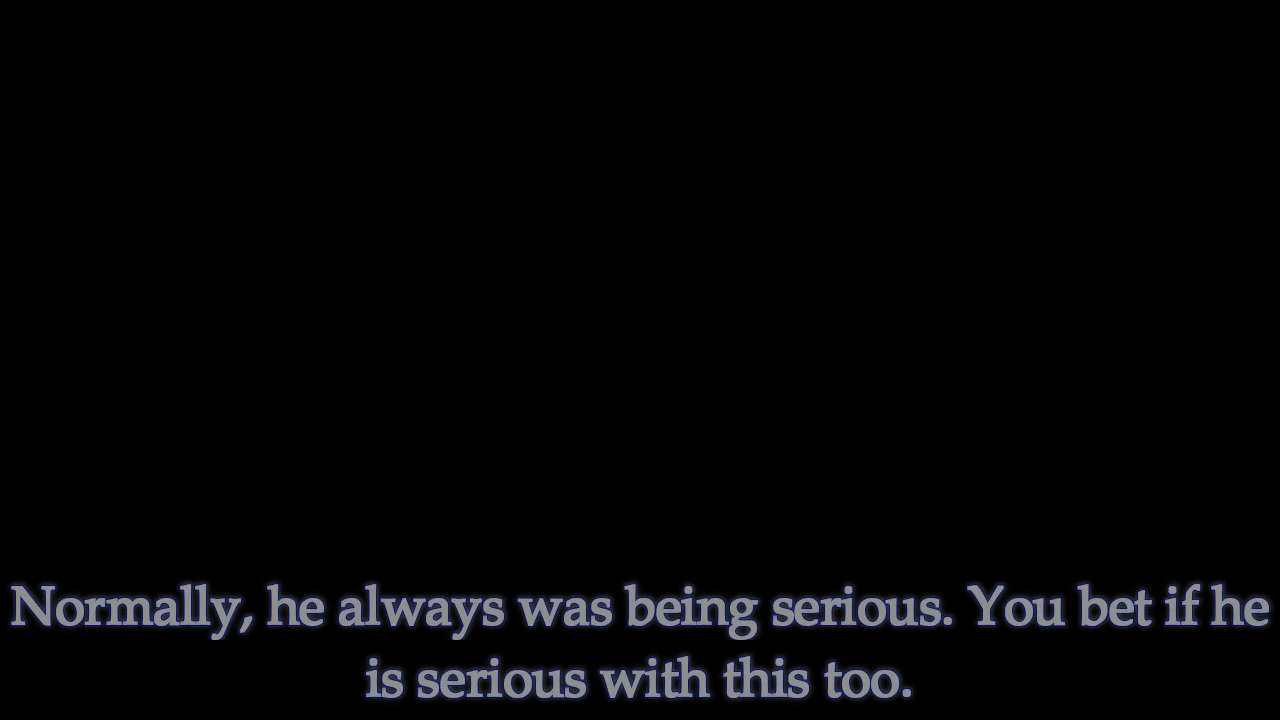 Normally, he always was being serious. You bet if he
is serious with this too.